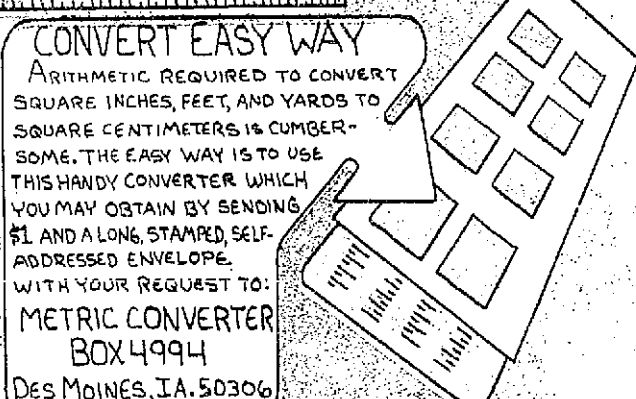 CONVERT EASY WAY
ARITHMETIC REQUIRED TO CONVERT
SQUARE INCHES, FEET, AND YARDS TO
SQUARE CENTIMETERS IS CUMBER-
SOME. THE EASY WAY IS TO USE
THIS HANDY CONVERTER WHICH
YOU MAY OBTAIN BY SENDING
$1 AND A LONG, STAMPED, SELF-
ADDRESSED ENVELOPE
WITH YOUR REQUEST TO:
METRIC CONVERTER
BOX 4994
DES MOINES, IA. 50306